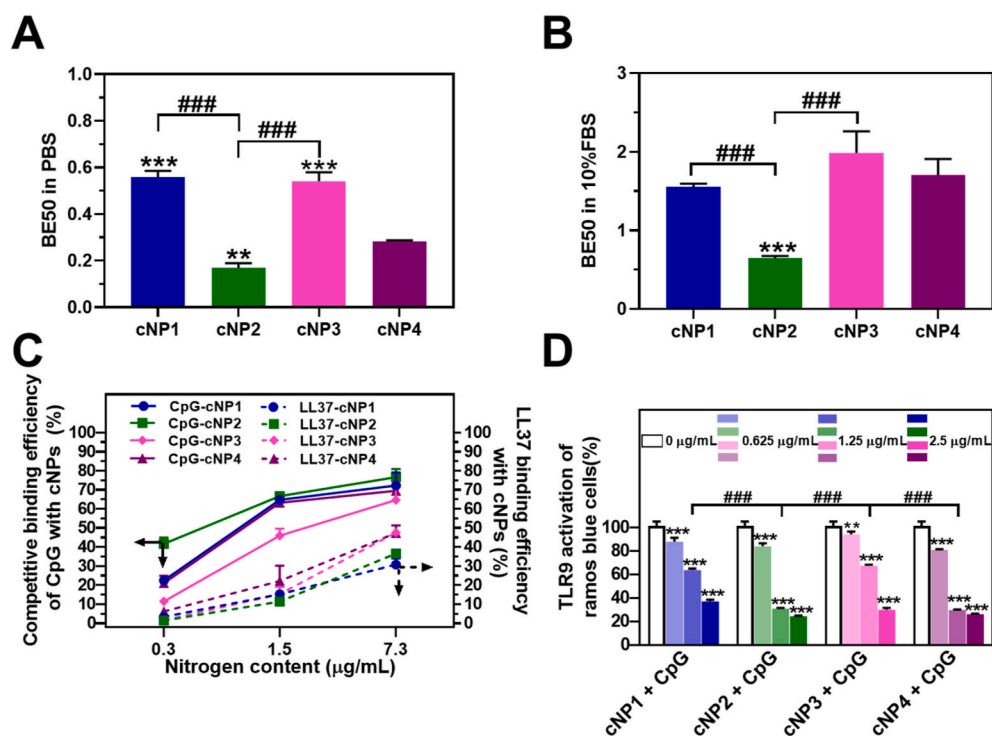 A
BE50 in PBS
1.0
0.8
0.6
0.4
0.2
0.0
###
###
***
**
***
cNP1 cNP2 cNP3 cNP4
B
BE50 in 10%FBS
3
2
1
0
###
###
***
cNP1 cNP2 cNP3 cNP4
C
Competitive binding efficiency
of CpG with cNPs (%)
CpG-cNP1 LL37-cNP1
CpG-cNP2 LL37-cNP2
CpG-cNP3 LL37-cNP3
CpG-cNP4 LL37-cNP4
100
90
80
70
60
50
40
30
20
10
0
100
90
80
70
60
50
40
30
20
10
0
LL37 binding efficiency
with cNPs (%)
0.3 1.5 7.3
Nitrogen content (μg/mL)
D
TLR9 activation of
ramos blue cells(%)
0 μg/mL 0.625 μg/mL 1.25 μg/mL 2.5 μg/mL
100
80
60
40
20
0
### ### ###
*** *** ***
*** *** ***
** *** ***
*** *** ***
cNP1 + CpG
cNP2 + CpG
cNP3 + CpG
cNP4 + CpG